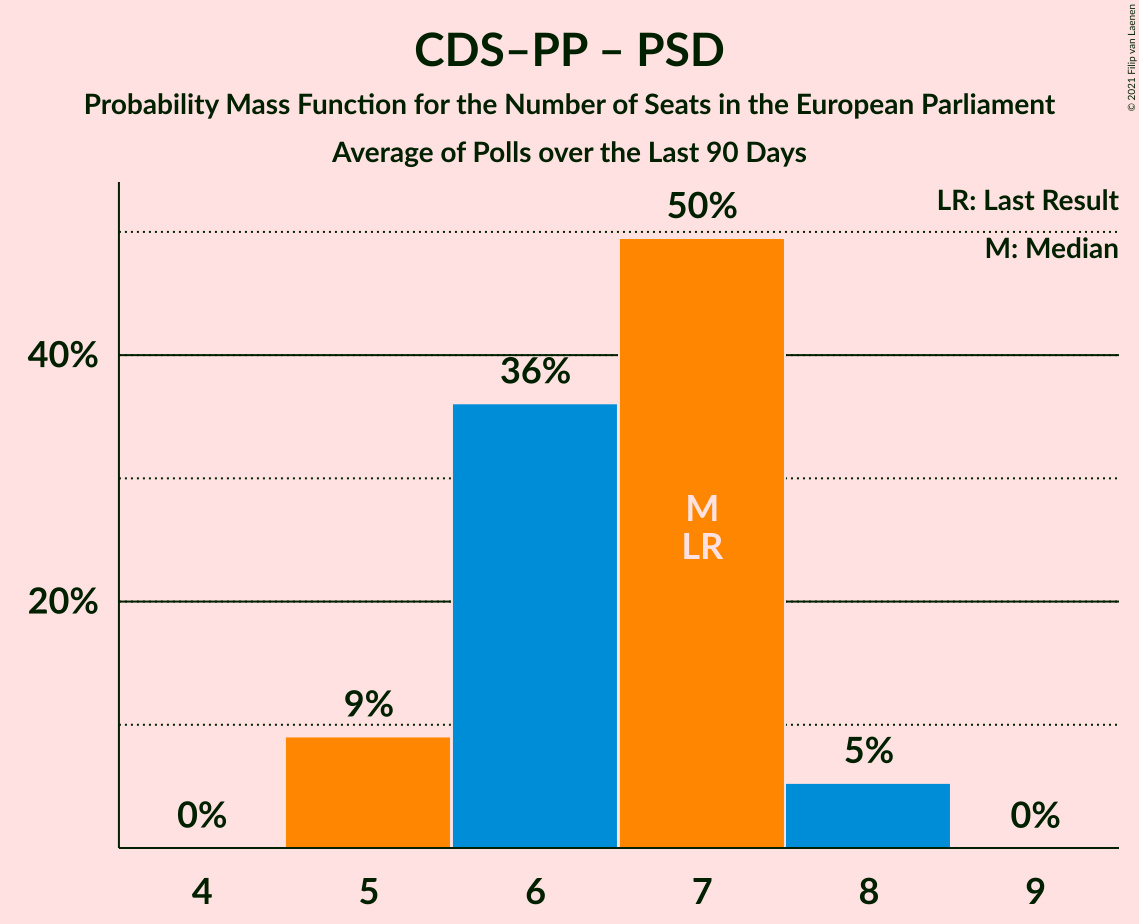 CDS–PP – PSD
Probability Mass Function for the Number of Seats in the European Parliament
Average of Polls over the Last 90 Days
© 2021 Filip van Laenen
LR: Last Result
M: Median
50%
40%
36%
M
LR
20%
9%
5%
0%
0%
4
5
6
7
8
9